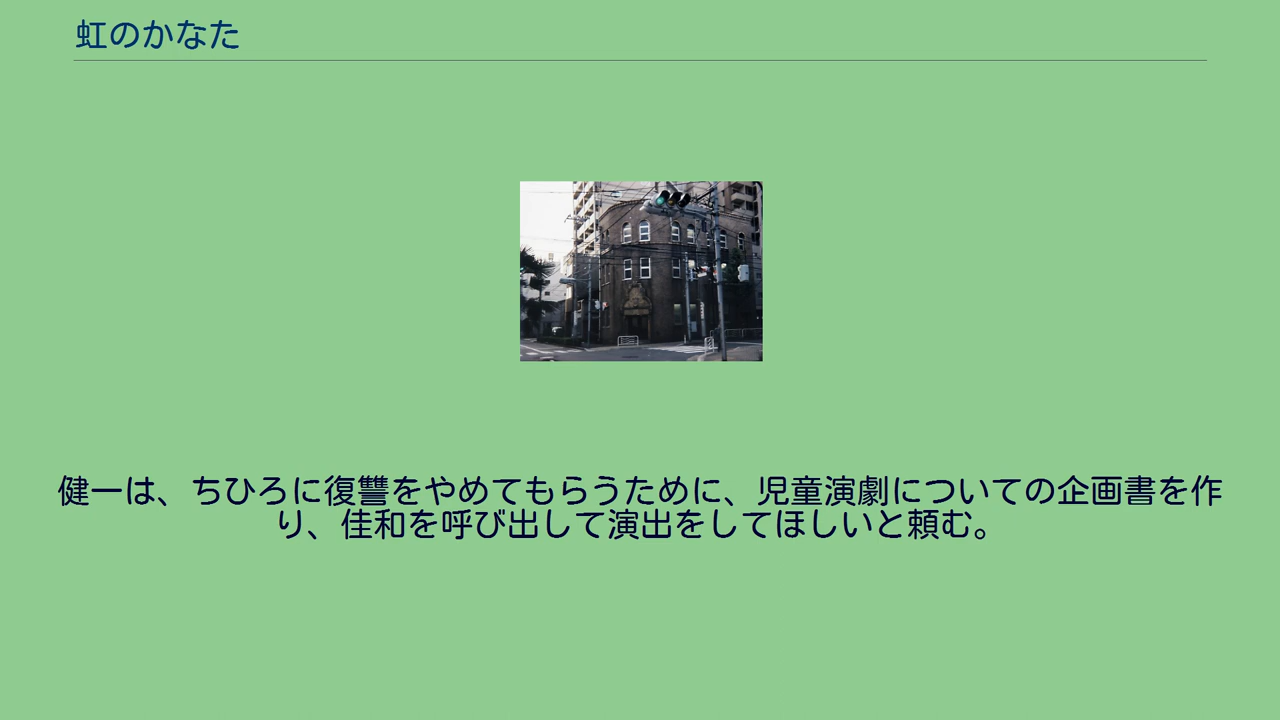 虹のかなた
健一は、ちひろに復讐をやめてもらうために、児童演劇についての企画書を作
り、佳和を呼び出して演出をしてほしいと頼む。